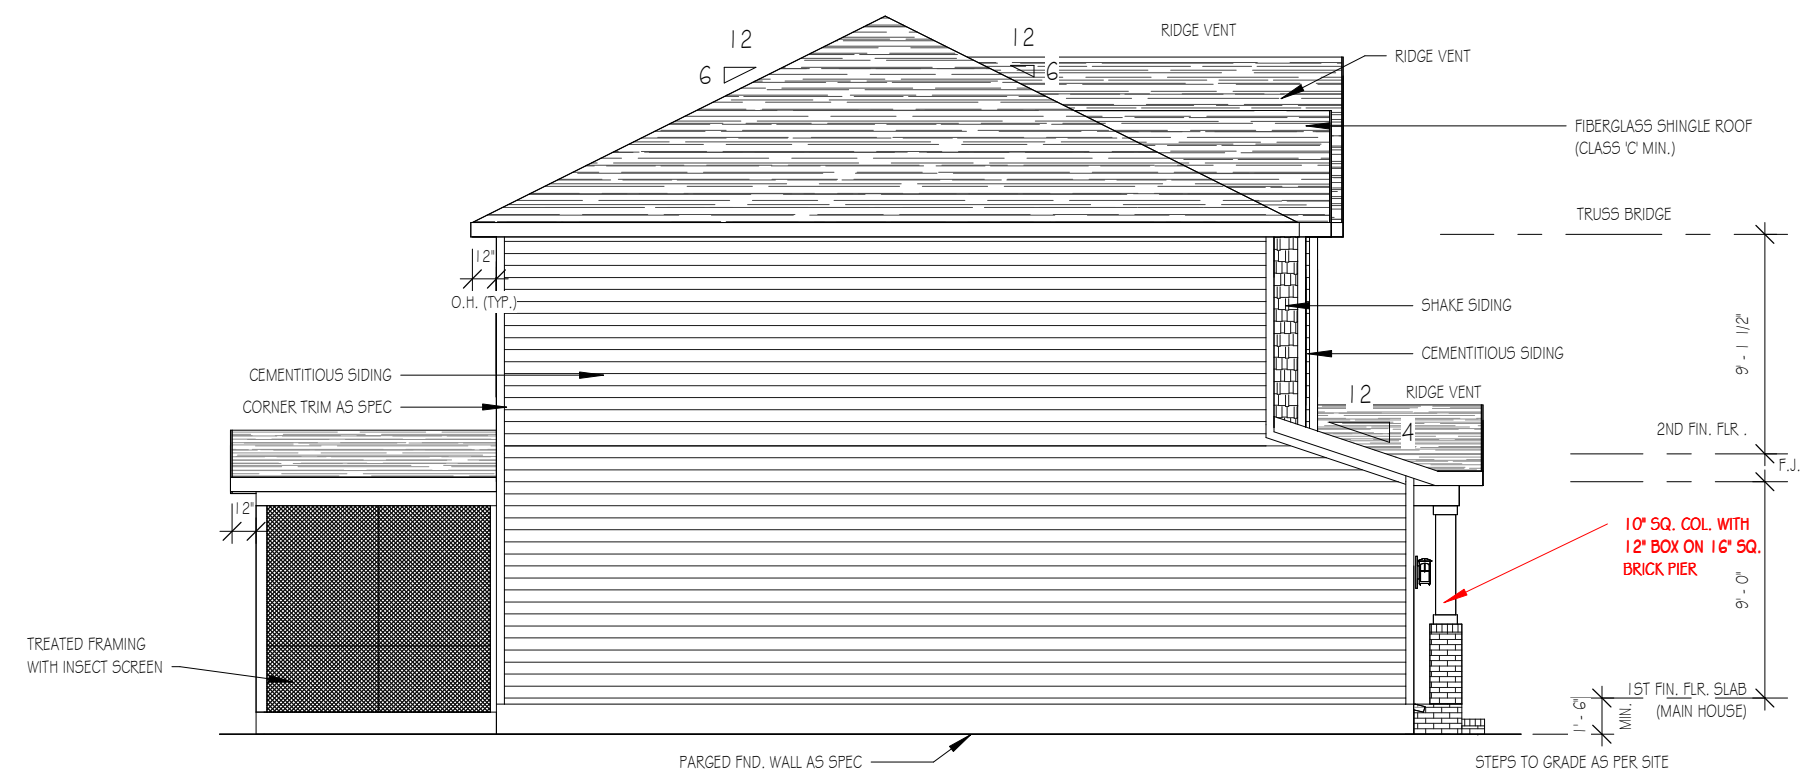 RIDGE VENT
12
6
12
6
RIDGE VENT
FIBERGLASS SHINGLE ROOF
(CLASS 'C' MIN.)
TRUSS BRIDGE
12"
O.H. (TYP.)
SHAKE SIDING
9' - 1 1/2"
CEMENTITIOUS SIDING
CEMENTITIOUS SIDING
CORNER TRIM AS SPEC
12
RIDGE VENT
4
2ND FIN. FLR .
F.J.
12"
10" SQ. COL. WITH
12" BOX ON 16" SQ.
BRICK PIER
9' - 0"
TREATED FRAMING
WITH INSECT SCREEN
1ST FIN. FLR. SLAB
(MAIN HOUSE)
1' - 6"
MIN.
PARGED FND. WALL AS SPEC
STEPS TO GRADE AS PER SITE